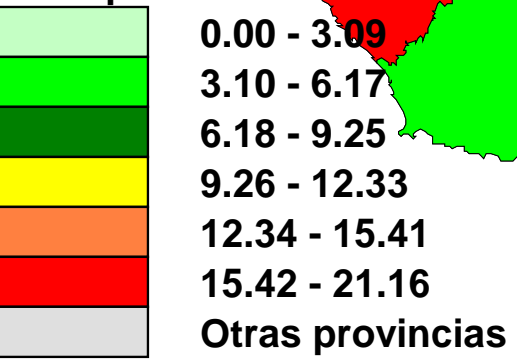 0.00 - 3.09
3.10 - 6.17
6.18 - 9.25
9.26 - 12.33
12.34 - 15.41
15.42 - 21.16
Otras provincias